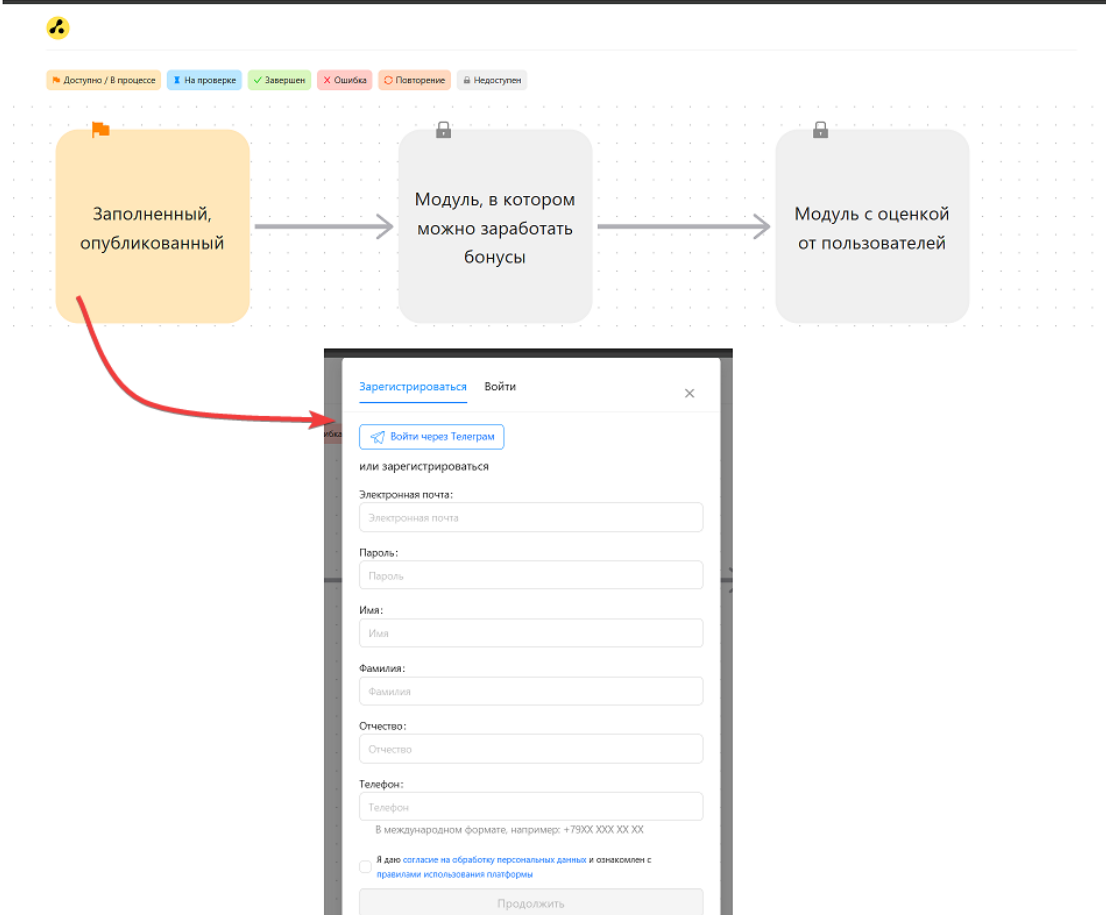 Доступно / В процессе На проверке Завершен Ошибка Повторение Недоступен
Заполненный,
опубликованный
Модуль, в котором
можно заработать
бонусы
Модуль с оценкой
от пользователей
Зарегистрироваться Войти
Войти через Телеграм
или зарегистрироваться
Электронная почта:
Электронная почта
Пароль:
Пароль
Имя:
Имя
Фамилия:
Фамилия
Отчество:
Отчество
Телефон:
Телефон
В международном формате, например: +79XX XXX XX XX
Я даю согласие на обработку персональных данных и ознакомлен с
правилами использования платформы
Продолжить